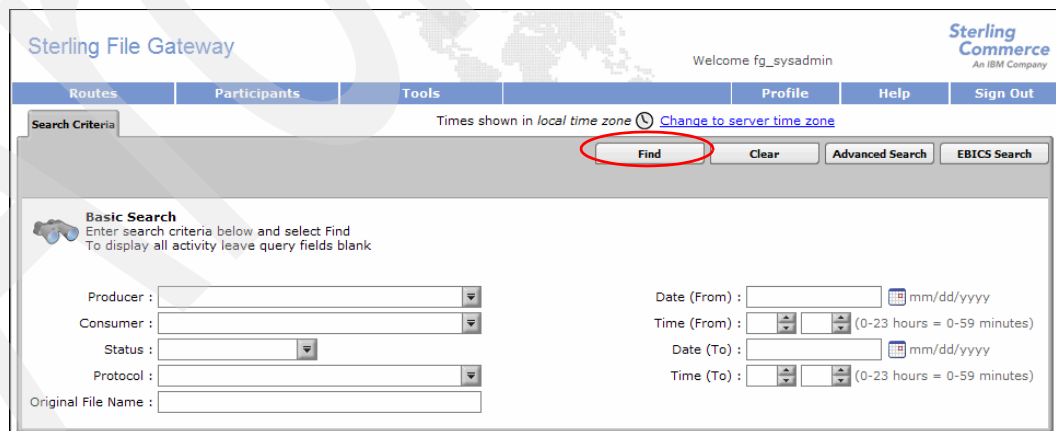 Sterling File Gateway
Welcome fg_sysadmin
Sterling
Commerce
An IBM Company
Routes Participants Tools Profile Help Sign Out
Search Criteria
Times shown in local time zone Change to server time zone
Find Clear Advanced Search EBICS Search
Basic Search
Enter search criteria below and select Find
To display all activity leave query fields blank
Producer : Date (From) : mm/dd/yyyy
Consumer : Time (From) : (0-23 hours = 0-59 minutes)
Status : Date (To) : mm/dd/yyyy
Protocol : Time (To) : (0-23 hours = 0-59 minutes)
Original File Name :